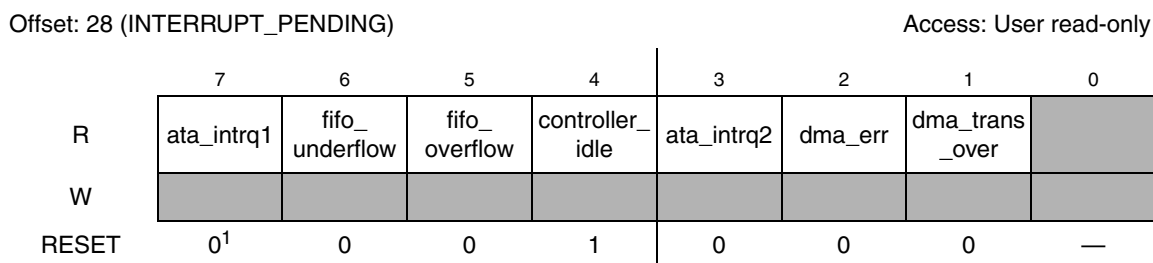 Offset: 28 (INTERRUPT_PENDING) Access: User read-only
7 6 5 4 3 2 1 0
R ata_intrq1 fifo_ underflow fifo_ overflow controller_ idle ata_intrq2 dma_err dma_trans _over
W
RESET 0¹ 0 0 1 0 0 0 —